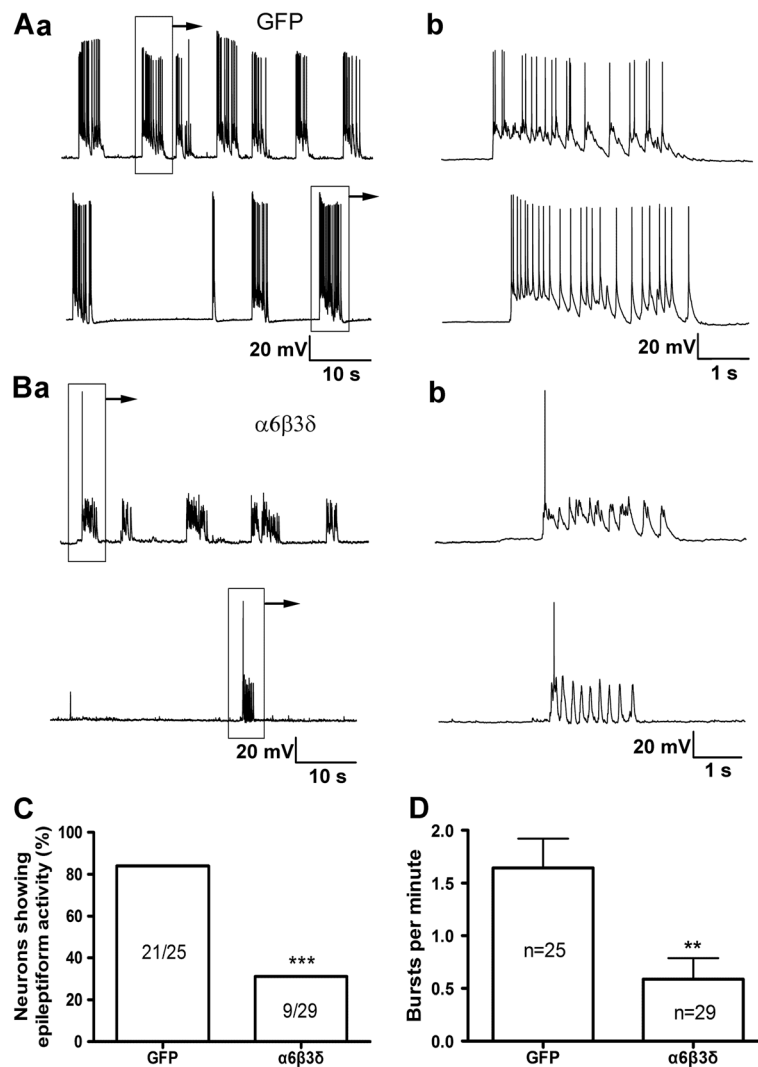 Aa GFP b
20 mV 20 mV
10 s 1 s
Ba α6β3δ b
20 mV 20 mV
10 s 1 s
C D
Neurons showing
epileptiform activity (%)
100
80
60
40
20
0
21/25
***
9/29
GFP α6β3δ
Bursts per minute
2.0
1.5
1.0
0.5
0.0
n=25
**
n=29
GFP α6β3δ